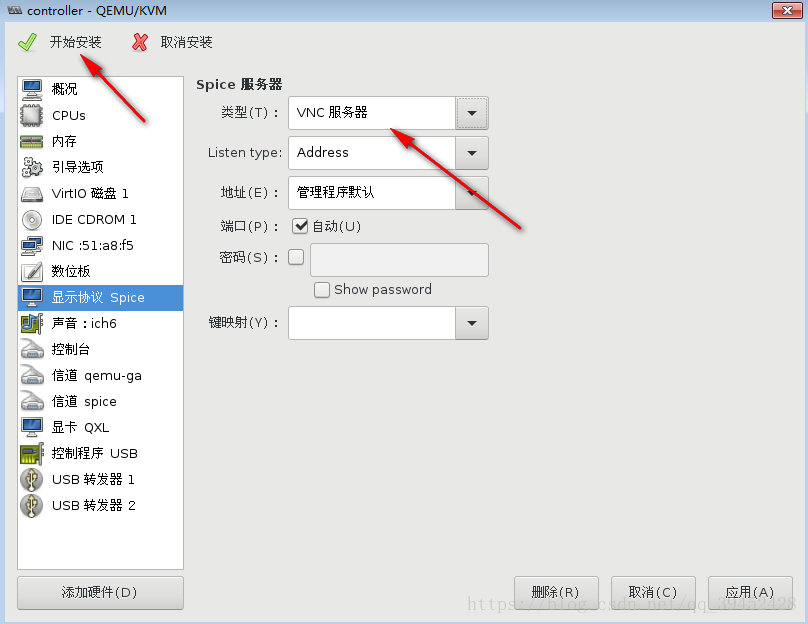 controller - QEMU/KVM
开始安装 取消安装
概况
CPUs
内存
引导选项
VirtIO 磁盘 1
IDE CDROM 1
NIC :51:a8:f5
数位板
显示协议 Spice
声音：ich6
控制台
信道 qemu-ga
信道 spice
显卡 QXL
控制程序 USB
USB 转发器 1
USB 转发器 2
添加硬件(D)
Spice 服务器
类型(T)： VNC 服务器
Listen type: Address
地址(E)： 管理程序默认
端口(P)： 自动(U)
密码(S)：
Show password
键映射(Y)：
删除(R) 取消(C) 应用(A)
https://blog.csdn.net/qq_39452428